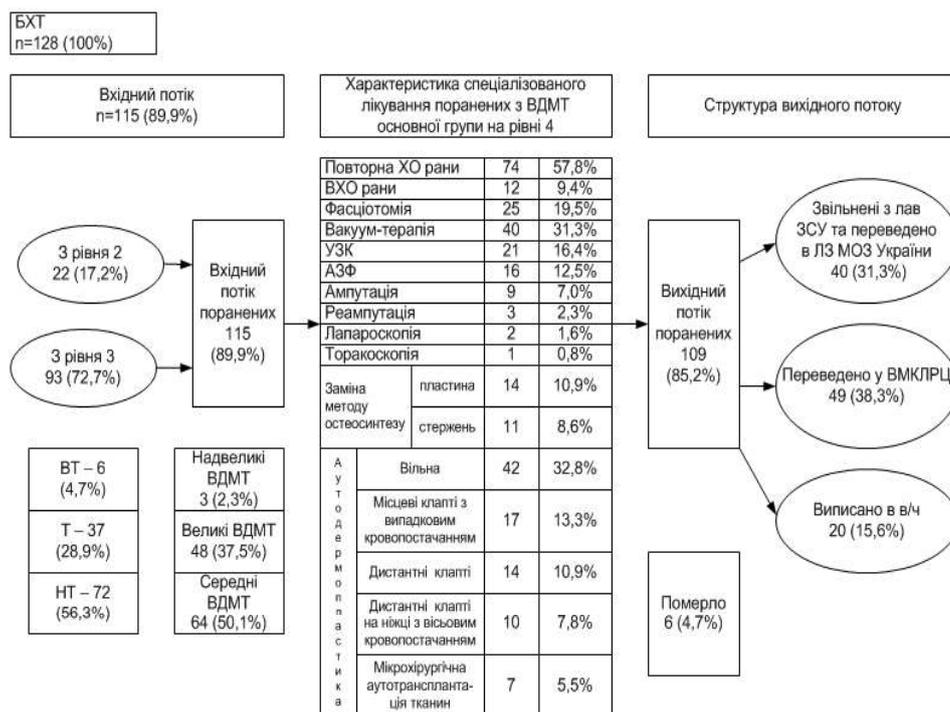 БХТ
n=128 (100%)
Вхідний потік
n=115 (89,9%)
Характеристика спеціалізованого
лікування поранених з ВДМТ
основної групи на рівні 4
Структура вихідного потоку
З рівня 2
22 (17,2%)
З рівня 3
93 (72,7%)
Вхідний
потік
поранених
115
(89,9%)
ВТ – 6
(4,7%)
Т – 37
(28,9%)
НТ – 72
(56,3%)
Надвеликі
ВДМТ
3 (2,3%)
Великі ВДМТ
48 (37,5%)
Середні
ВДМТ
64 (50,1%)
Повторна ХО рани 74 57,8%
ВХО рани 12 9,4%
Фасціотомія 25 19,5%
Вакуум-терапія 40 31,3%
УЗК 21 16,4%
АЗФ 16 12,5%
Ампутація 9 7,0%
Реампутація 3 2,3%
Лапароскопія 2 1,6%
Торакоскопія 1 0,8%
Заміна
методу
остеосинтезу
пластина 14 10,9%
стержень 11 8,6%
Аутодермопластика
Вільна 42 32,8%
Місцеві клапті з
випадковим
кровопостачанням
17 13,3%
Дистантні клапті 14 10,9%
Дистантні клапті
на ніжці з вісьовим
кровопостачанням
10 7,8%
Мікрохірургічна
аутотранспланта-
ція тканин
7 5,5%
Вихідний
потік
поранених
109
(85,2%)
Померло
6 (4,7%)
Звільнені з лав
ЗСУ та переведено
в ЛЗ МОЗ України
40 (31,3%)
Переведено у ВМКЛРЦ
49 (38,3%)
Виписано в в/ч
20 (15,6%)